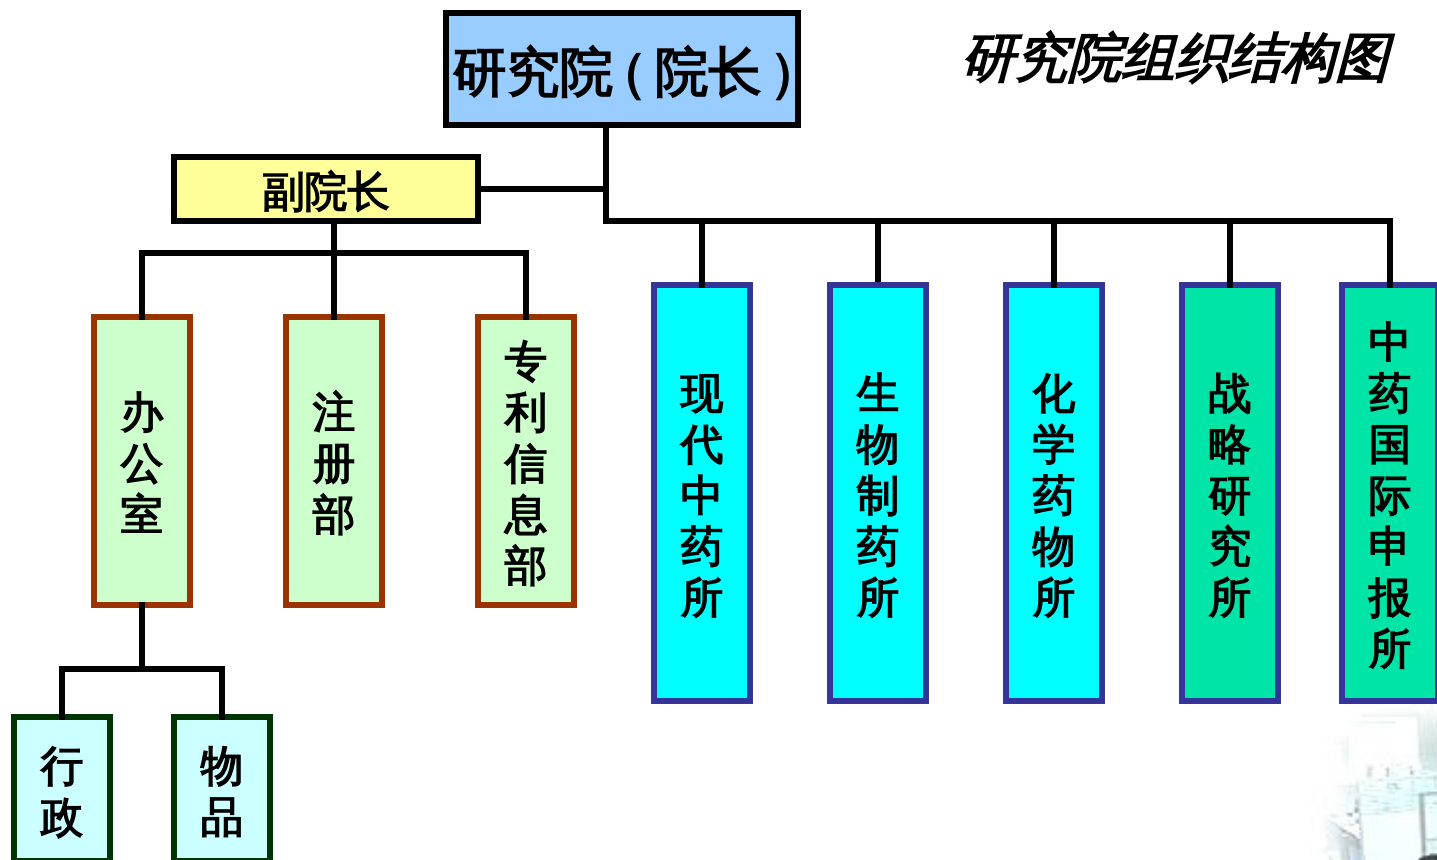 研究院（院长）
研究院组织结构图
副院长
办公室
注册部
专利信息部
现代中药所
生物制药所
化学药物所
战略研究所
中药国际申报所
行政
物品